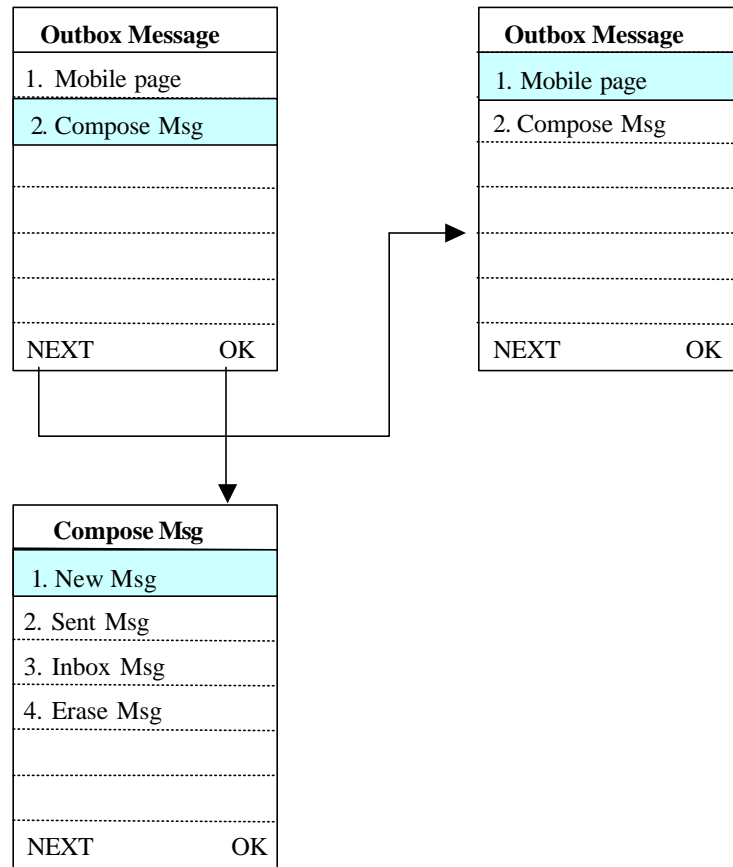 Outbox Message
1. Mobile page
2. Compose Msg
NEXT OK
Outbox Message
1. Mobile page
2. Compose Msg
NEXT OK
Compose Msg
1. New Msg
2. Sent Msg
3. Inbox Msg
4. Erase Msg
NEXT OK